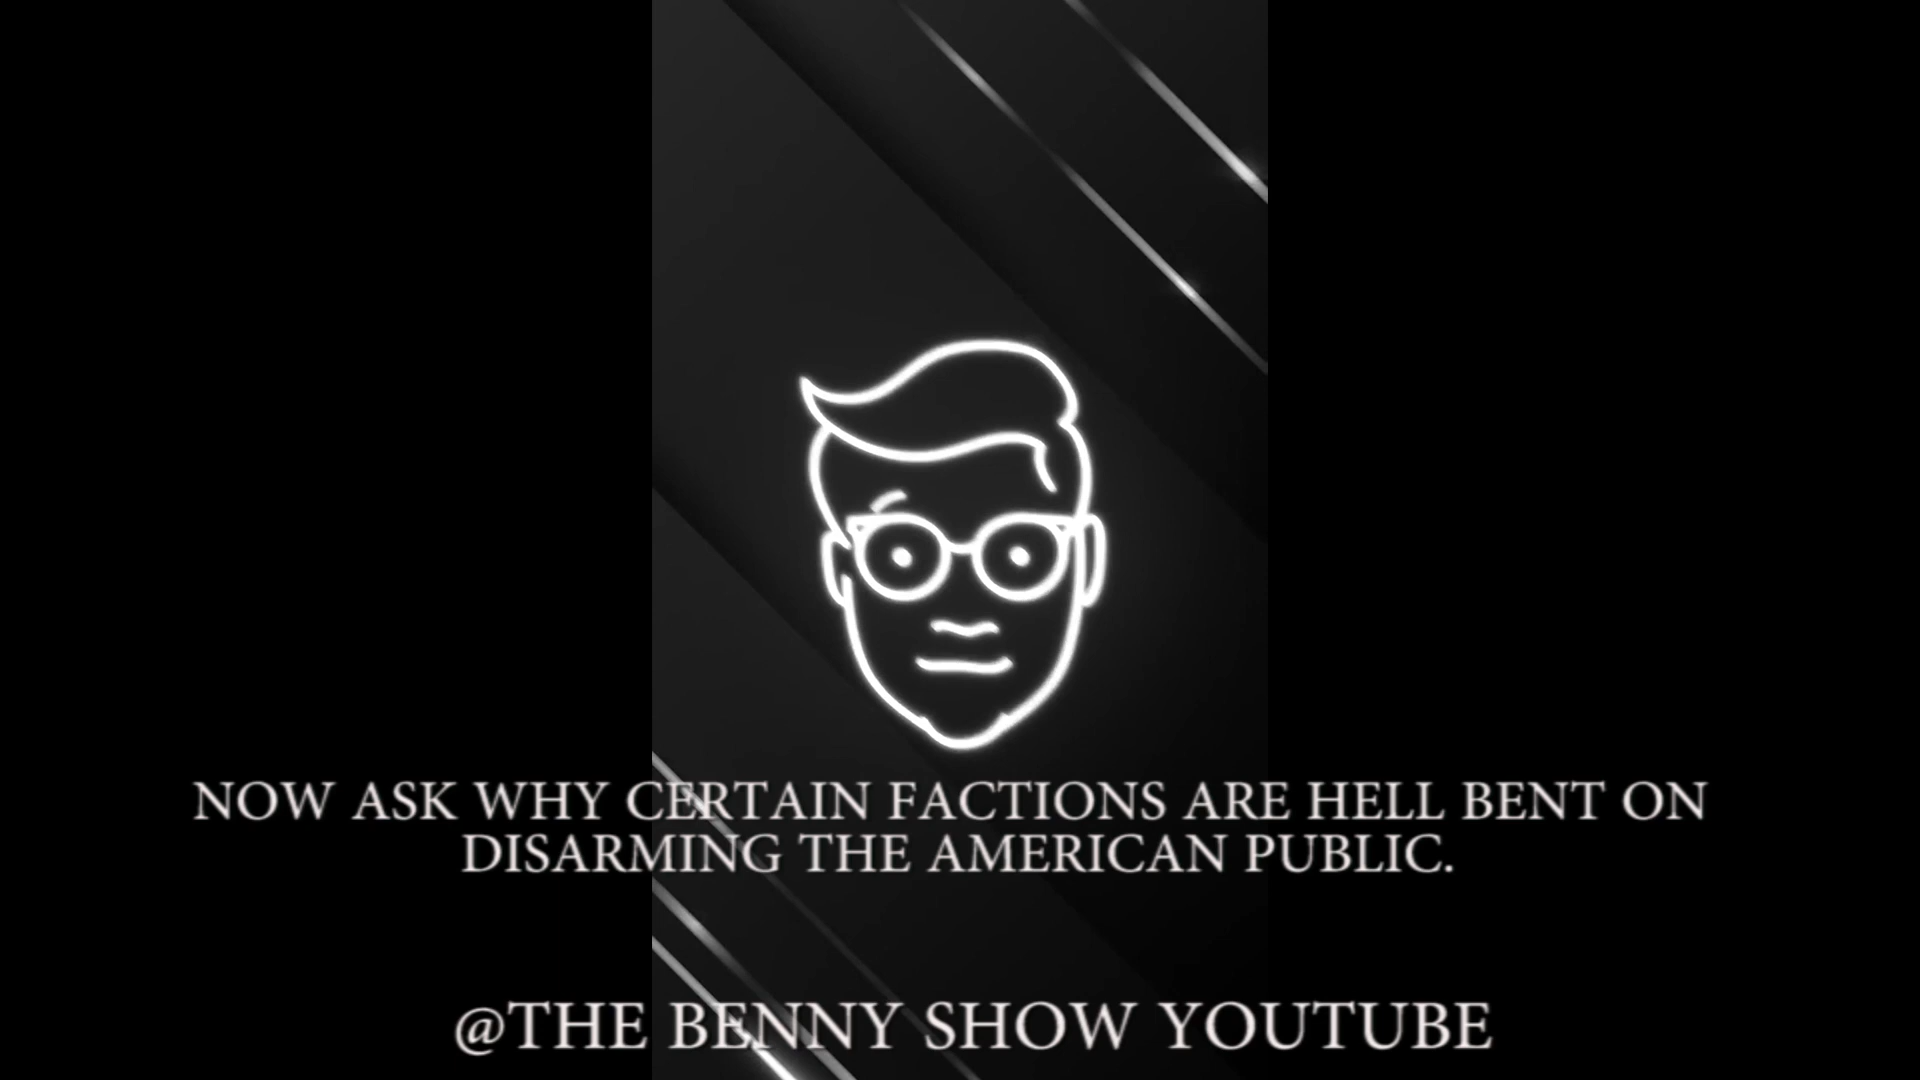 NOW ASK WHY CERTAIN FACTIONS ARE HELL BENT ON
DISARMING THE AMERICAN PUBLIC.
@THE BENNY SHOW YOUTUBE